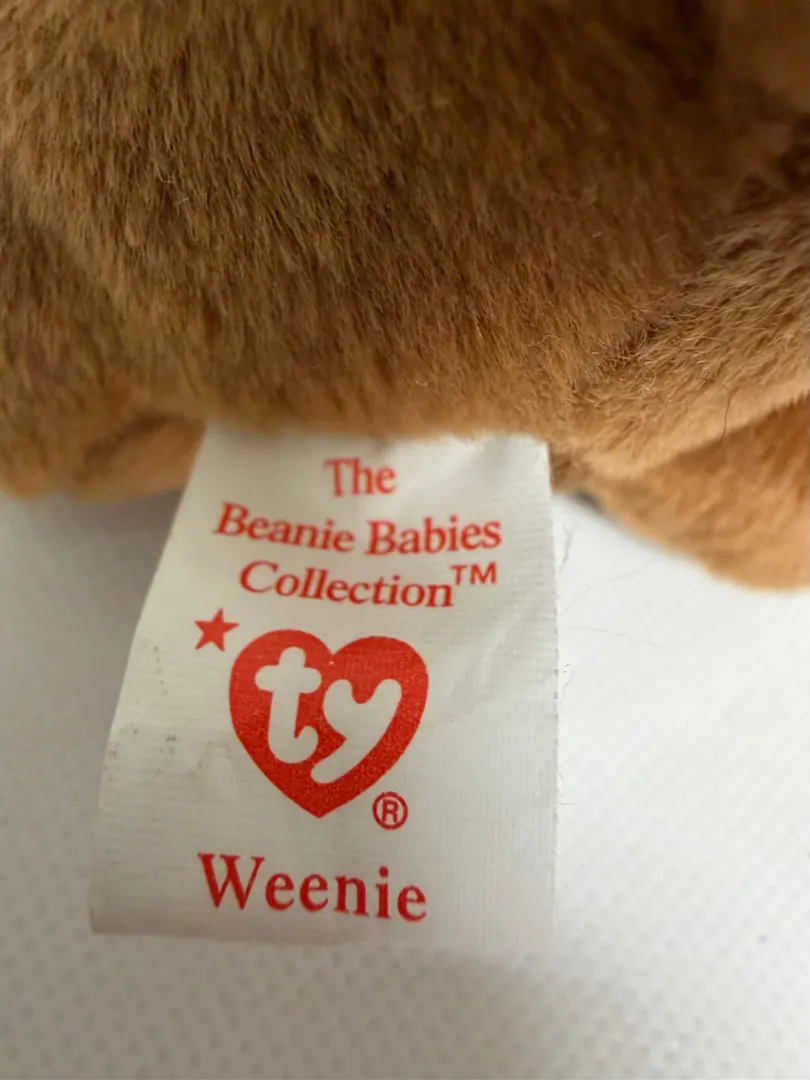 The
Beanie Babies
Collection™
ty
®
Weenie